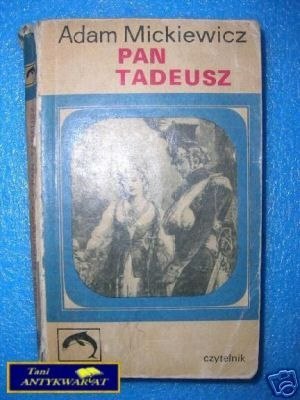 Adam Mickiewicz
PAN
TADEUSZ
czytelnik
Tani
ANTYKWARIAT